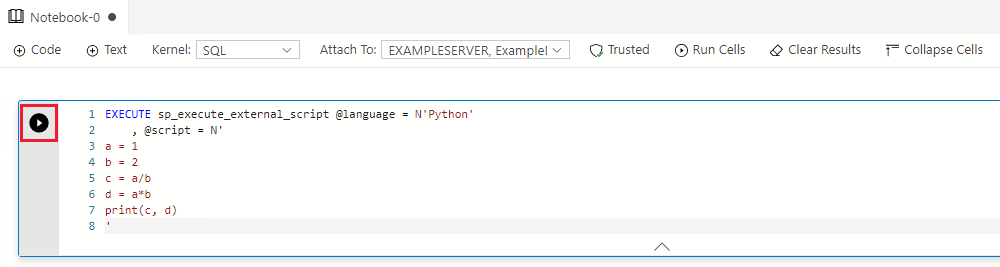 Notebook-0
Code Text Kernel: SQL Attach To: EXAMPLESERVER, Example Trusted Run Cells Clear Results Collapse Cells
1 EXECUTE sp_execute_external_script @language = N'Python'
2     , @script = N'
3 a = 1
4 b = 2
5 c = a/b
6 d = a*b
7 print(c, d)
8 '